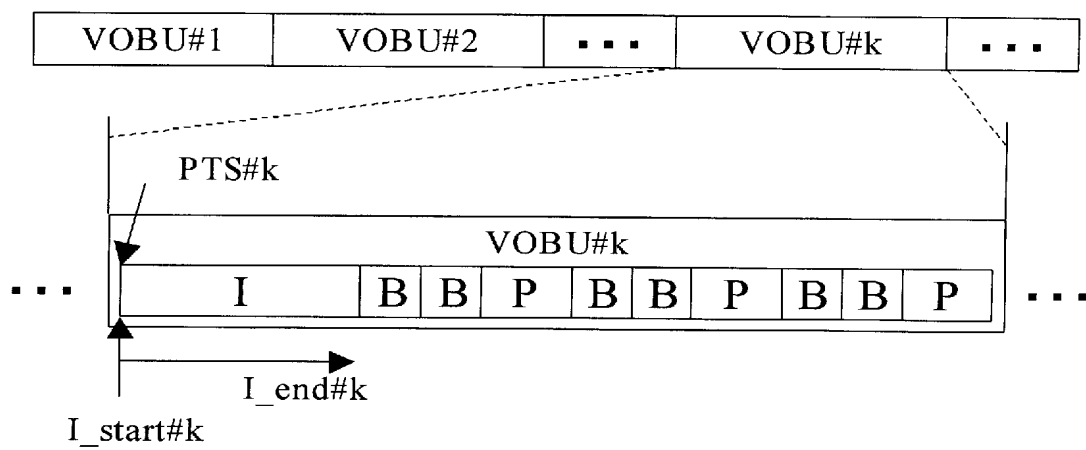 VOBU#1 VOBU#2 ... VOBU#k ...
PTS#k
VOBU#k
... I B B P B B P B B P ...
I_end#k
I_start#k